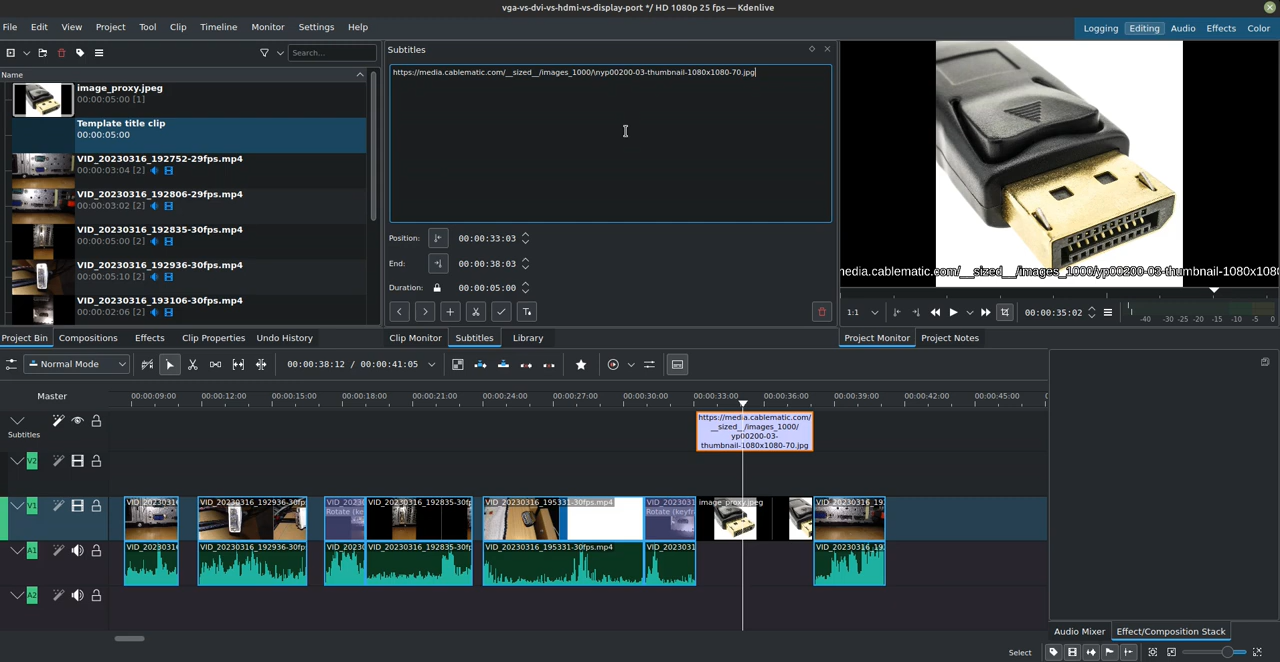 vga-vs-dvi-vs-hdmi-vs-display-port */ HD 1080p 25 fps — Kdenlive
File Edit View Project Tool Clip Timeline Monitor Settings Help
Logging Editing Audio Effects Color
Search...
Name
image_proxy.jpeg
00:00:05:00 [1]
Template title clip
00:00:05:00
VID_20230316_192752-29fps.mp4
00:00:03:04 [2]
VID_20230316_192806-29fps.mp4
00:00:03:02 [2]
VID_20230316_192835-30fps.mp4
00:00:05:00 [2]
VID_20230316_192936-30fps.mp4
00:00:05:10 [2]
VID_20230316_193106-30fps.mp4
00:00:02:06 [2]
Subtitles
https://media.cablematic.com/__sized__/images_1000/\nyp00200-03-thumbnail-1080x1080-70.jpg
Position: 00:00:33:03
End: 00:00:38:03
Duration: 00:00:05:00
nedia.cablematic.com/__sized__/images_1000/yp00200-03-thumbnail-1080x1080
1:1 00:00:35:02
-40 -30 -25 -20 -15 -10 -5 0
Project Bin Compositions Effects Clip Properties Undo History
Clip Monitor Subtitles Library
Project Monitor Project Notes
Normal Mode 00:00:38:12 / 00:00:41:05
Master
00:00:09:00 00:00:12:00 00:00:15:00 00:00:18:00 00:00:21:00 00:00:24:00 00:00:27:00 00:00:30:00 00:00:33:00 00:00:36:00 00:00:39:00 00:00:42:00 00:00:45:00
Subtitles
https://media.cablematic.com/
__sized__/images_1000/
yp00200-03-
thumbnail-1080x1080-70.jpg
V2
V1
VID_2023031 VID_20230316_192936-30fp VID_2023 VID_20230316_192835-30fp VID_20230316_195331-30fps.mp4 VID_202303 image_proxy.jpeg VID_20230316_19
Rotate (ke Rotate (keyfr
A1
VID_2023031 VID_20230316_192936-30fp VID_2023 VID_20230316_192835-30fp VID_20230316_195331-30fps.mp4 VID_202303 VID_20230316_19
A2
Audio Mixer Effect/Composition Stack
Select